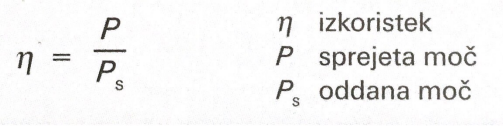 η = P / Pₛ
η izkoristek
P sprejeta moč
Pₛ oddana moč